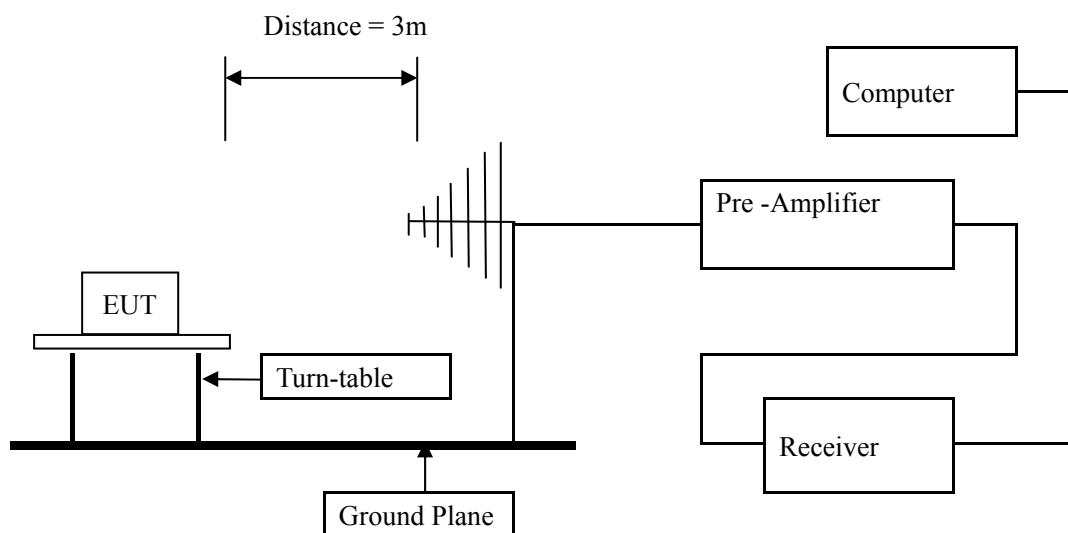 Distance = 3m
Computer
Pre -Amplifier
EUT
Turn-table
Receiver
Ground Plane